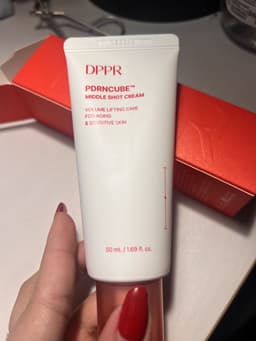 DPPR
PDRNCUBE™
MIDDLE SHOT CREAM
VOLUME LIFTING CARE
FOR AGING
& SENSITIVE SKIN
50 mL / 1.69 fl. oz.